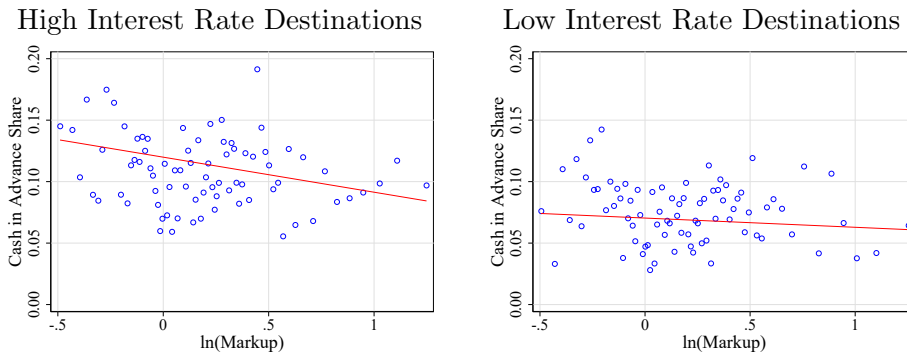 High Interest Rate Destinations
Cash in Advance Share
0.20
0.15
0.10
0.05
0.00
-.5 0 .5 1
ln(Markup)
Low Interest Rate Destinations
Cash in Advance Share
0.20
0.15
0.10
0.05
0.00
-.5 0 .5 1
ln(Markup)